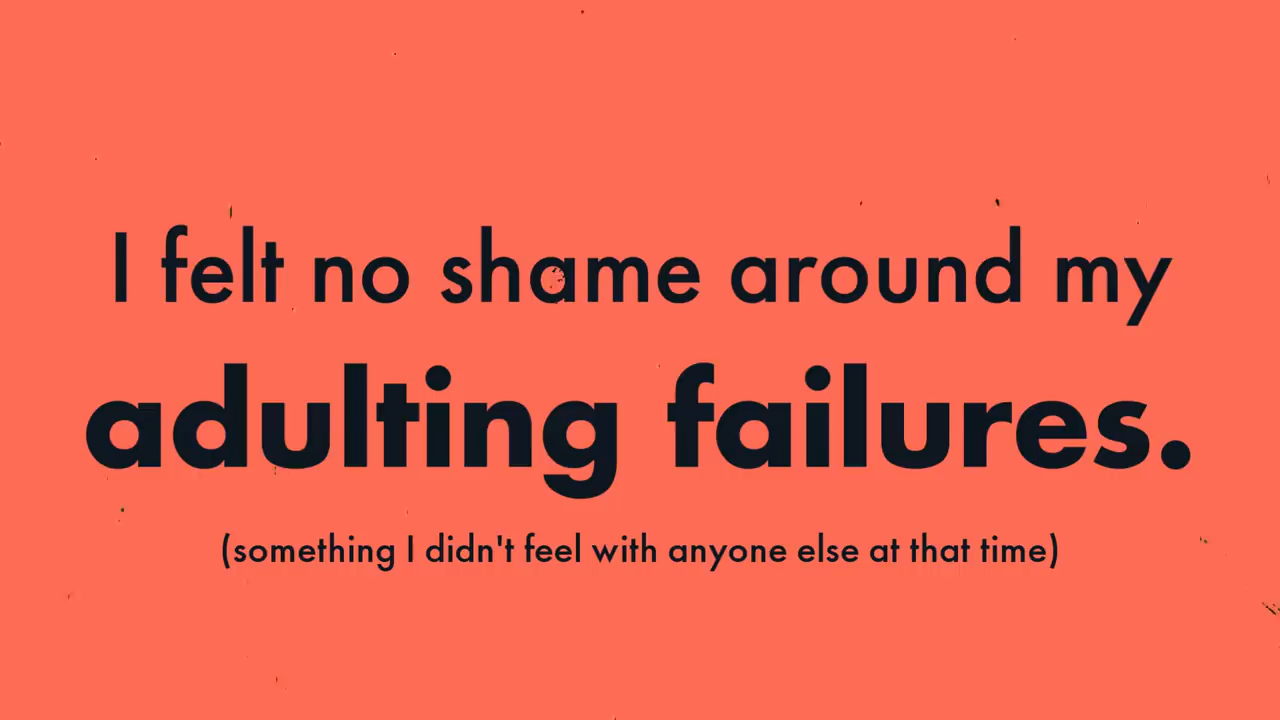 I felt no shame around my
adulting failures.
(something I didn't feel with anyone else at that time)